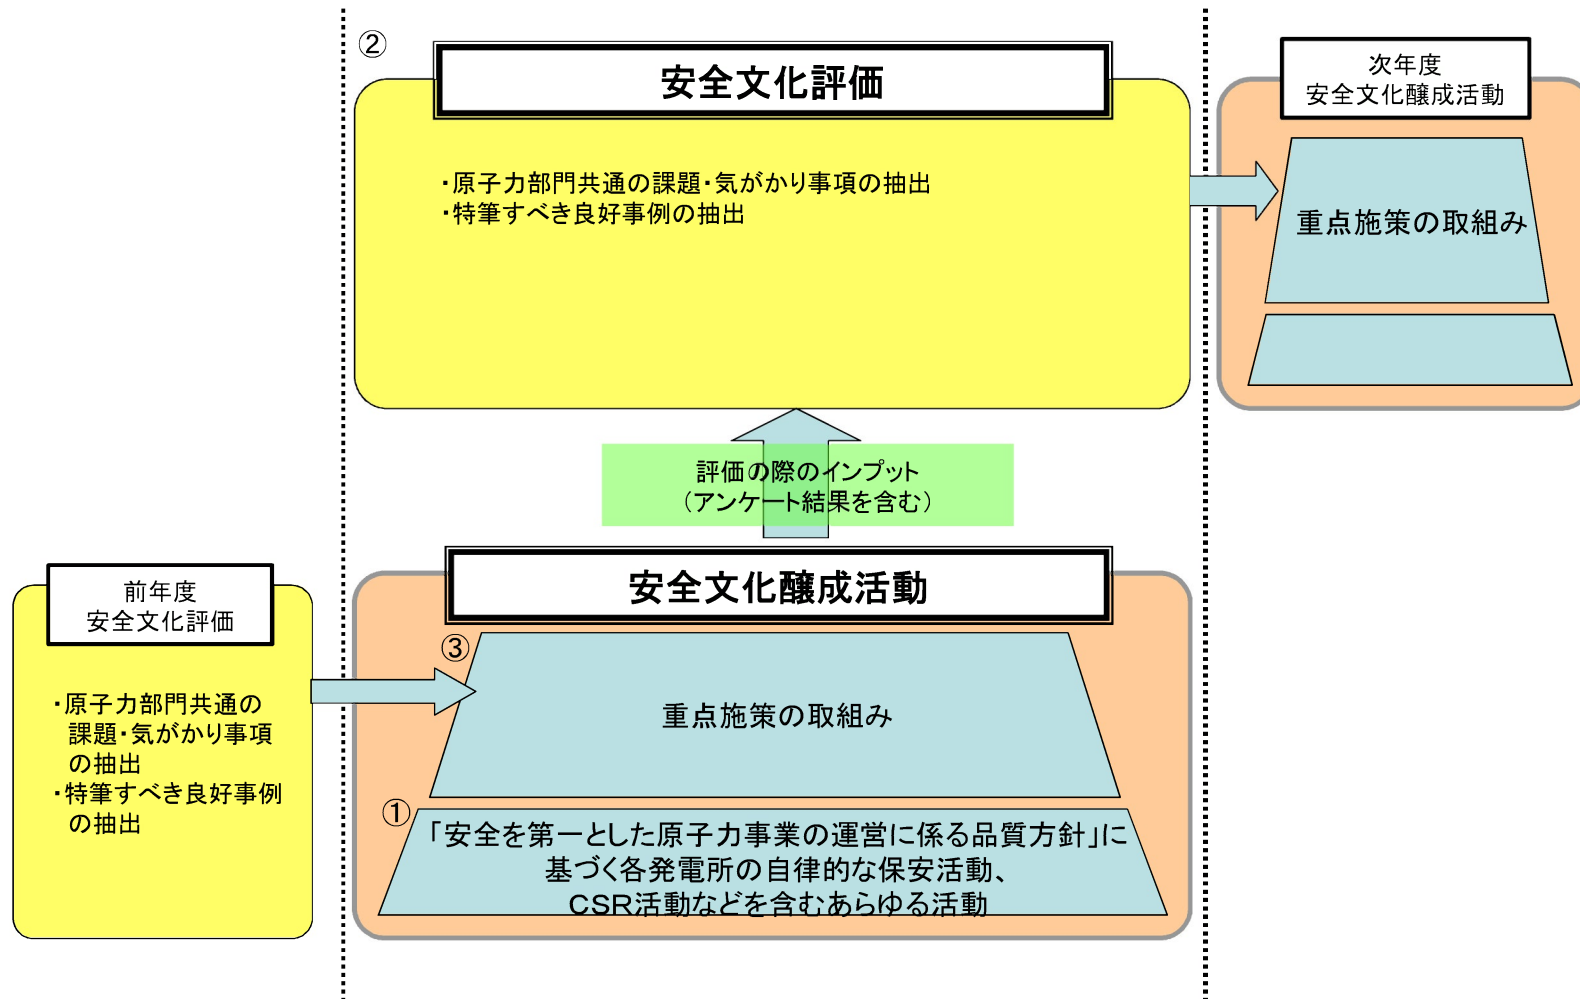 ②
安全文化評価
・原子力部門共通の課題・気がかり事項の抽出
・特筆すべき良好事例の抽出
次年度
安全文化醸成活動
重点施策の取組み
評価の際のインプット
（アンケート結果を含む）
前年度
安全文化評価
・原子力部門共通の
課題・気がかり事項
の抽出
・特筆すべき良好事例
の抽出
安全文化醸成活動
③
重点施策の取組み
①
「安全を第一とした原子力事業の運営に係る品質方針」に
基づく各発電所の自律的な保安活動、
CSR活動などを含むあらゆる活動